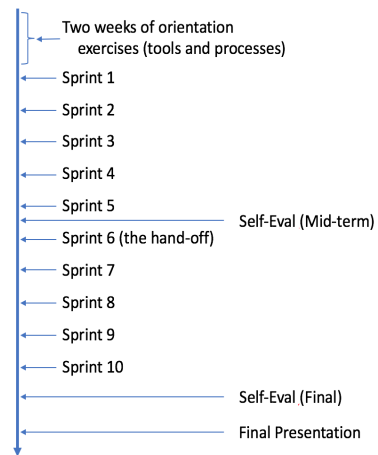 Two weeks of orientation
exercises (tools and processes)
Sprint 1
Sprint 2
Sprint 3
Sprint 4
Sprint 5
Self-Eval (Mid-term)
Sprint 6 (the hand-off)
Sprint 7
Sprint 8
Sprint 9
Sprint 10
Self-Eval (Final)
Final Presentation